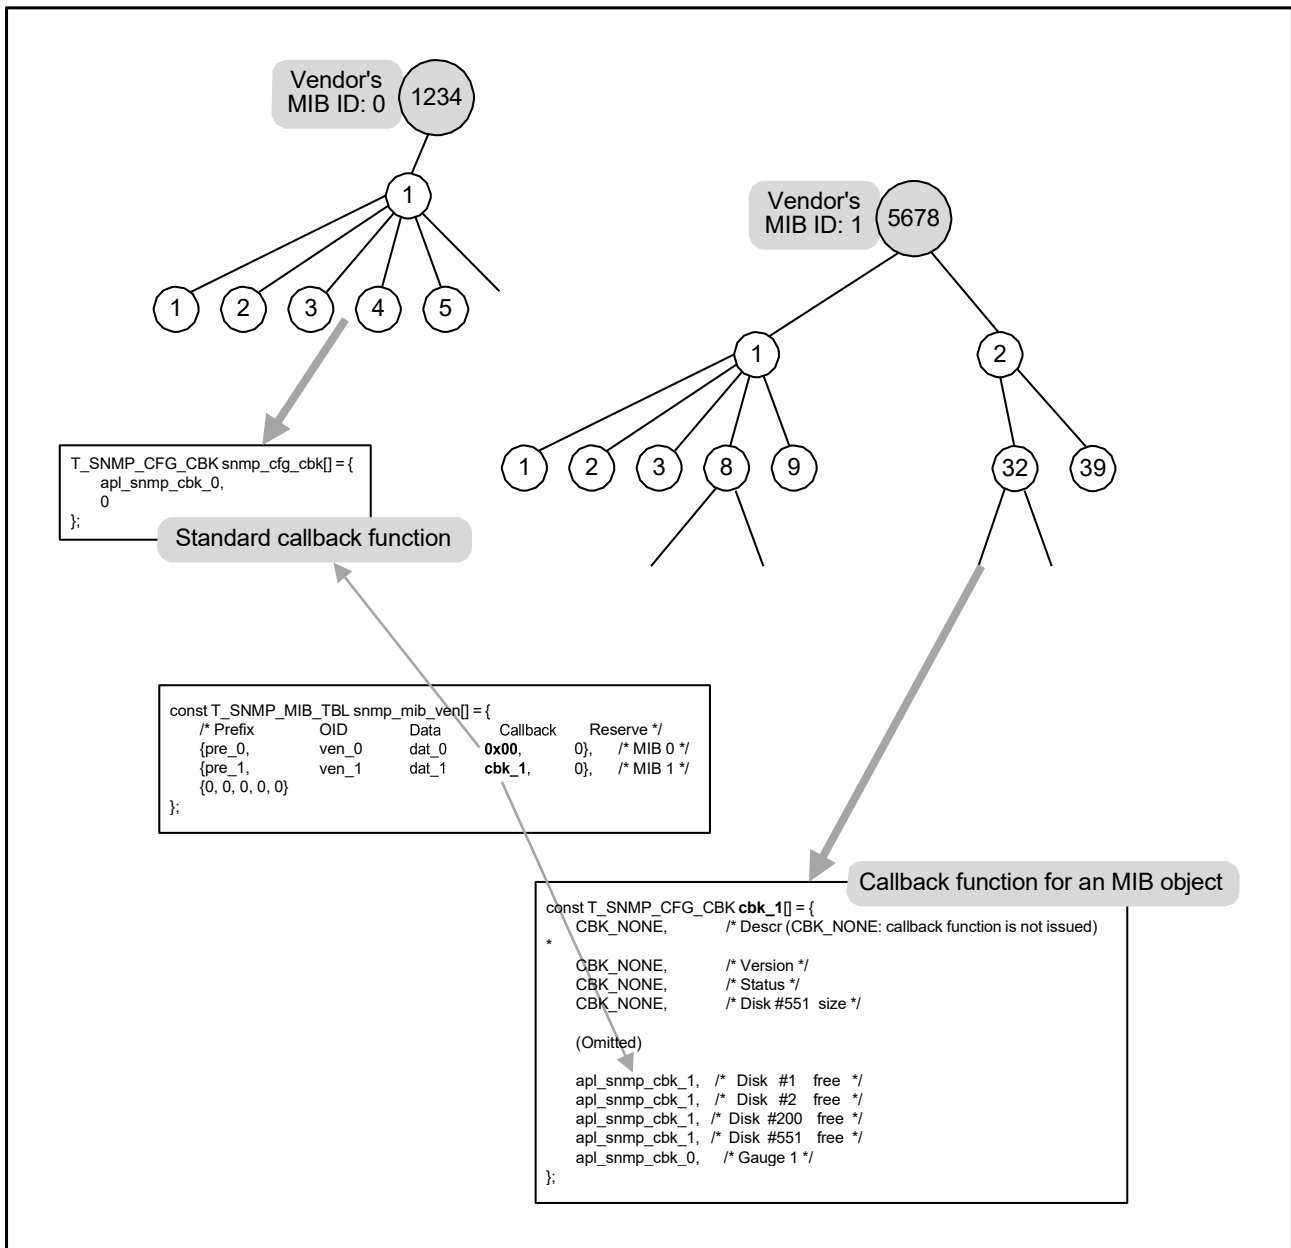 Vendor's
MIB ID: 0
1234
1
1 2 3 4 5
Vendor's
MIB ID: 1
5678
1 2
1 2 3 8 9 32 39
T_SNMP_CFG_CBK snmp_cfg_cbk[] = {
apl_snmp_cbk_0,
0
};
Standard callback function
const T_SNMP_MIB_TBL snmp_mib_ven[] = {
/* Prefix OID Data Callback Reserve */
{pre_0, ven_0 dat_0 0x00, 0}, /* MIB 0 */
{pre_1, ven_1 dat_1 cbk_1, 0}, /* MIB 1 */
{0, 0, 0, 0, 0}
};
Callback function for an MIB object
const T_SNMP_CFG_CBK cbk_1[] = {
CBK_NONE, /* Descr (CBK_NONE: callback function is not issued)
*
CBK_NONE, /* Version */
CBK_NONE, /* Status */
CBK_NONE, /* Disk #551 size */
(Omitted)
apl_snmp_cbk_1, /* Disk #1 free */
apl_snmp_cbk_1, /* Disk #2 free */
apl_snmp_cbk_1, /* Disk #200 free */
apl_snmp_cbk_1, /* Disk #551 free */
apl_snmp_cbk_0, /* Gauge 1 */
};